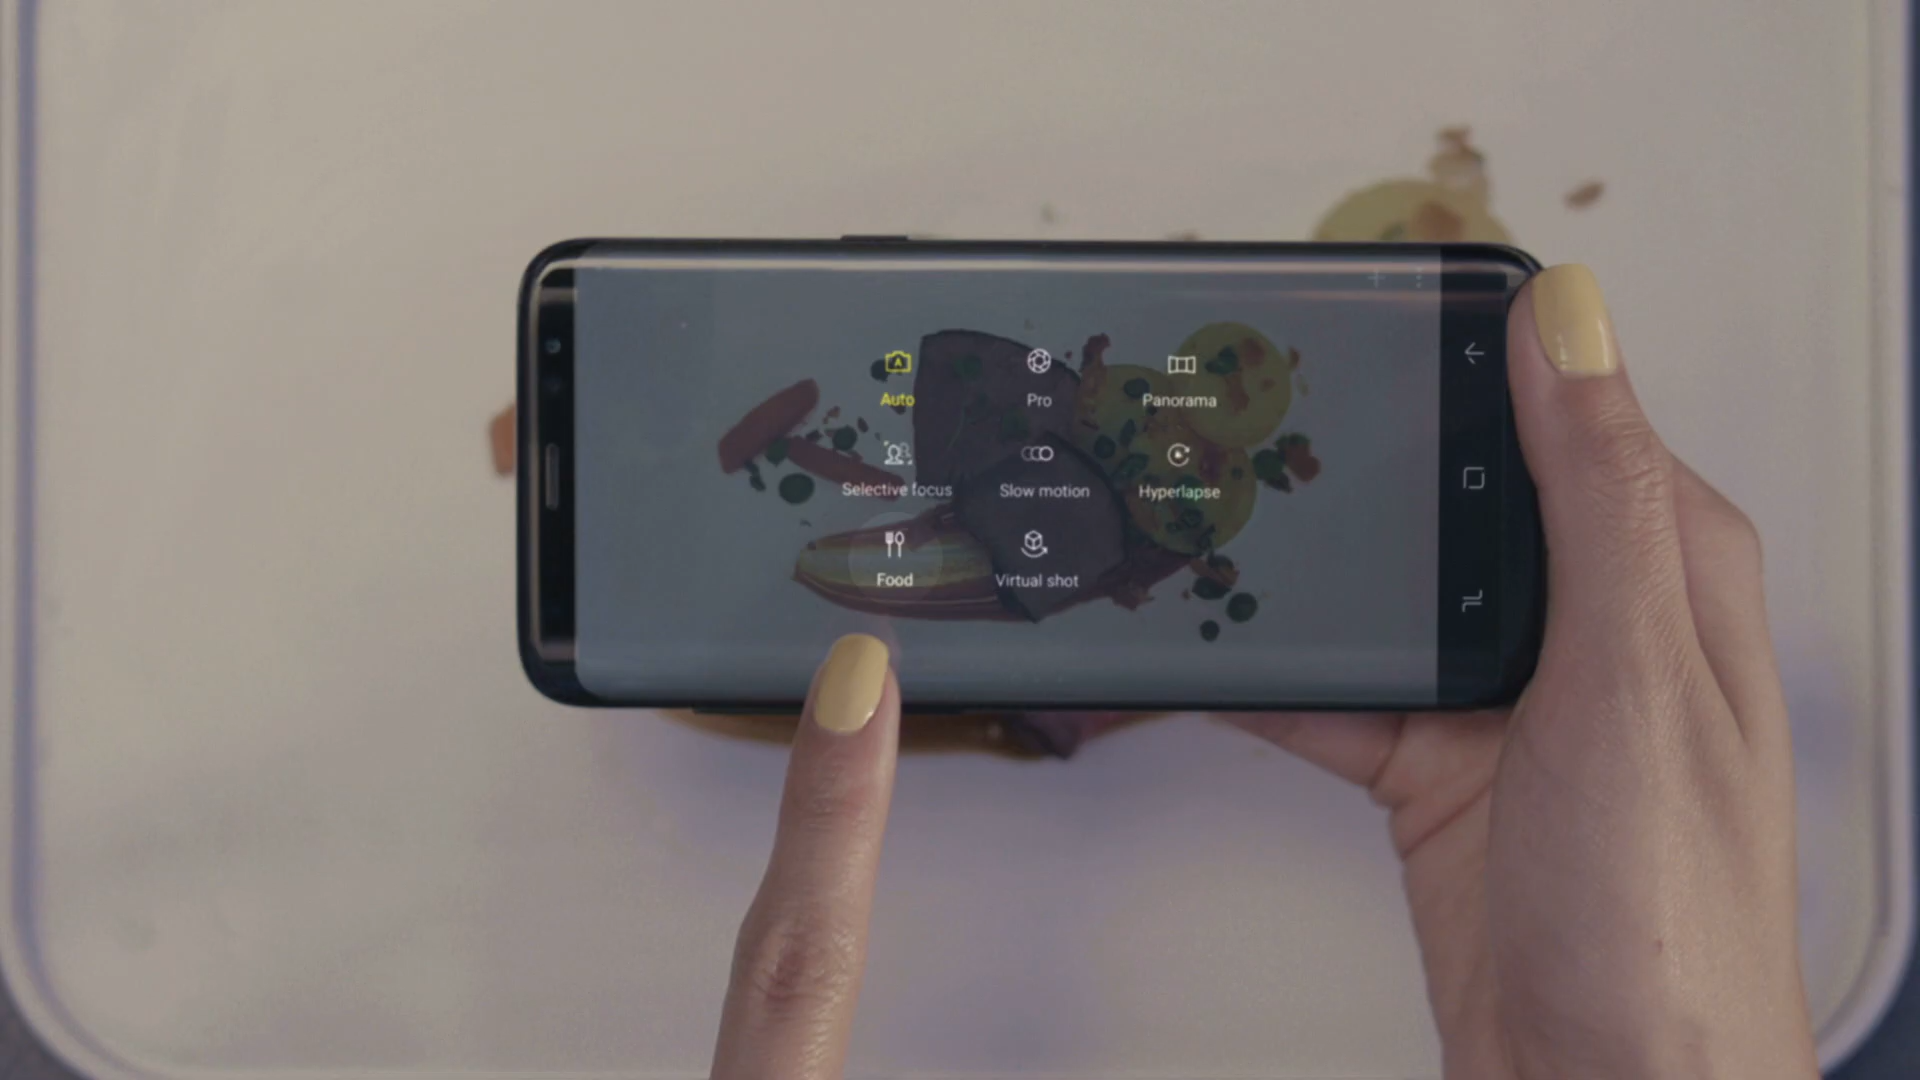 Auto
Pro
Panorama
Selective focus
Slow motion
Hyperlapse
Food
Virtual shot